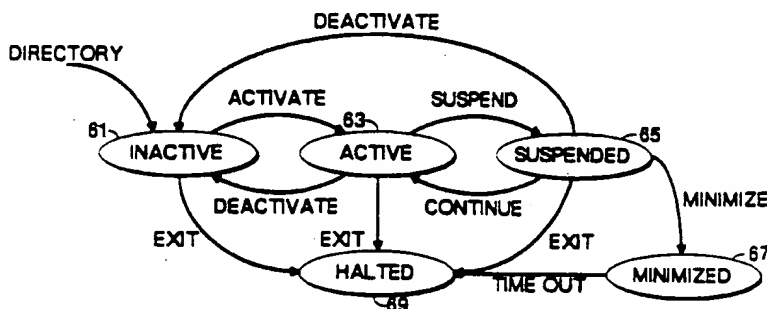 DEACTIVATE
DIRECTORY
ACTIVATE
63
SUSPEND
61
65
INACTIVE
ACTIVE
SUSPENDED
DEACTIVATE
CONTINUE
MINIMIZE
EXIT
EXIT
EXIT
67
HALTED
TIME OUT
MINIMIZED
69